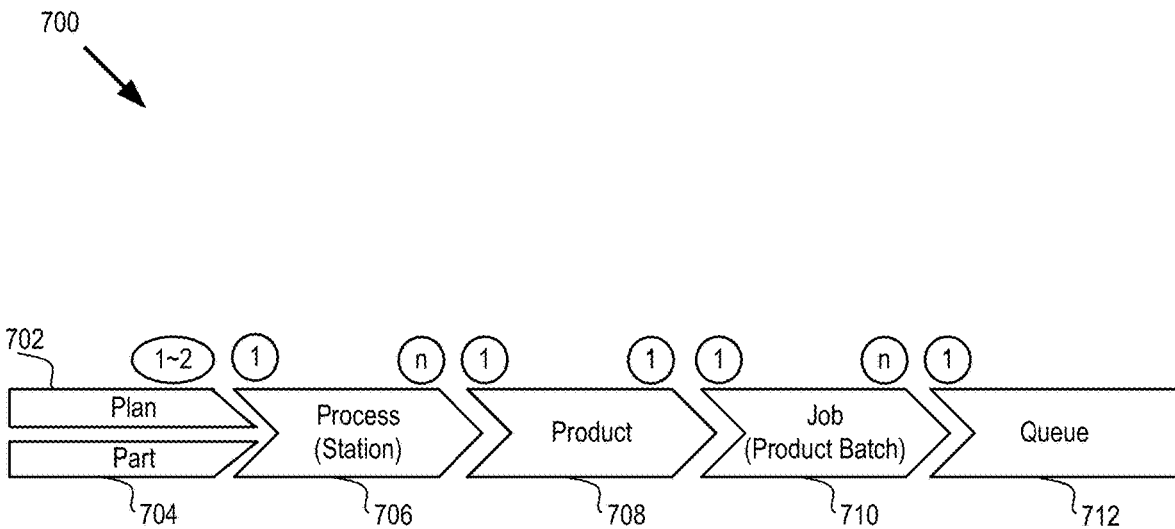 700
702
1~2
1
n
1
1
1
n
1
Plan
Part
Process
(Station)
Product
Job
(Product Batch)
Queue
704
706
708
710
712